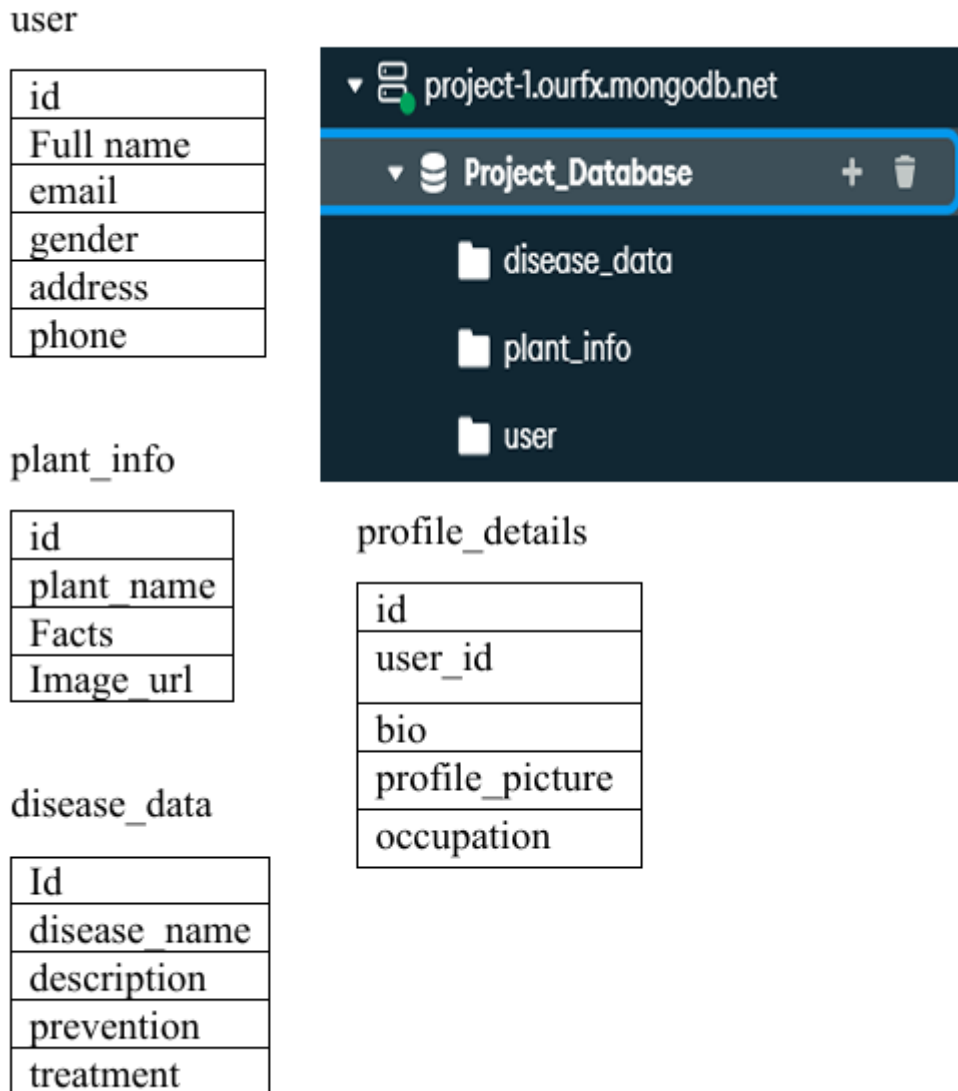 user
id
Full name
email
gender
address
phone
project-1.ourfx.mongodb.net
Project_Database
disease_data
plant_info
user
plant_info
id
plant_name
Facts
Image_url
profile_details
id
user_id
bio
profile_picture
occupation
disease_data
Id
disease_name
description
prevention
treatment